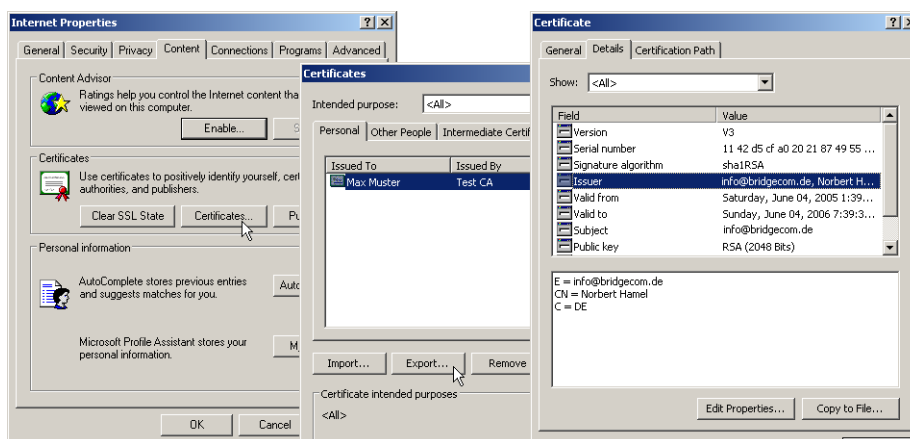 Internet Properties
General Security Privacy Content Connections Programs Advanced
Content Advisor
Ratings help you control the Internet content tha
viewed on this computer.
Enable...
Certificates
Use certificates to positively identify yourself, cert
authorities, and publishers.
Clear SSL State Certificates... Pu
Personal information
AutoComplete stores previous entries
and suggests matches for you.
Auto
Microsoft Profile Assistant stores your
personal information.
OK Cancel
Certificates
Intended purpose: <All>
Personal Other People Intermediate Certif
Issued To Issued By
Max Muster Test CA
Import... Export... Remove
Certificate intended purposes
<All>
Certificate
General Details Certification Path
Show: <All>
Field Value
Version V3
Serial number 11 42 d5 cf a0 20 21 87 49 55 ...
Signature algorithm sha1RSA
Issuer info@bridgecom.de, Norbert H...
Valid from Saturday, June 04, 2005 1:39...
Valid to Sunday, June 04, 2006 7:39:3...
Subject info@bridgecom.de
Public key RSA (2048 Bits)
E = info@bridgecom.de
CN = Norbert Hamel
C = DE
Edit Properties... Copy to File...